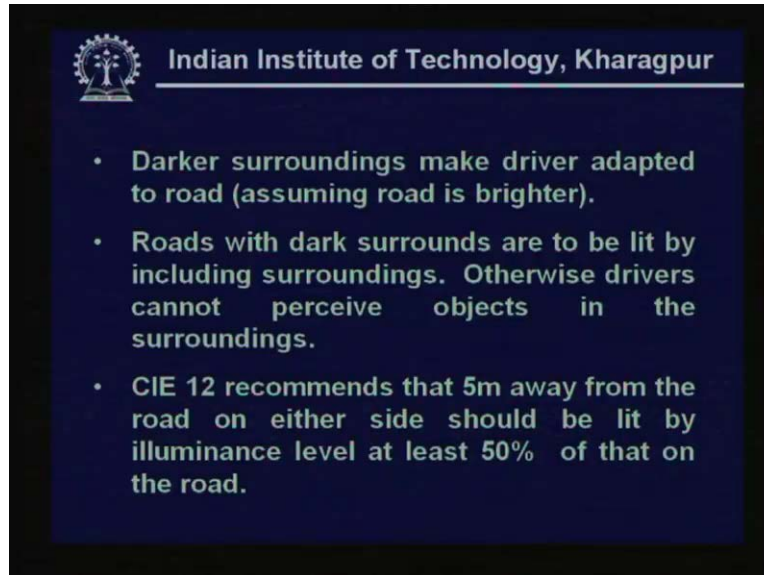 Indian Institute of Technology, Kharagpur
• Darker surroundings make driver adapted
to road (assuming road is brighter).
• Roads with dark surrounds are to be lit by
including surroundings. Otherwise drivers
cannot perceive objects in the
surroundings.
• CIE 12 recommends that 5m away from the
road on either side should be lit by
illuminance level at least 50% of that on
the road.